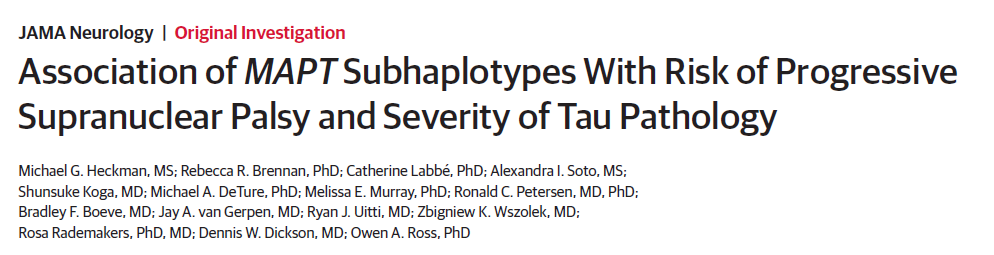 JAMA Neurology | Original Investigation
Association of MAPT Subhaplotypes With Risk of Progressive
Supranuclear Palsy and Severity of Tau Pathology
Michael G. Heckman, MS; Rebecca R. Brennan, PhD; Catherine Labbé, PhD; Alexandra I. Soto, MS;
Shunsuke Koga, MD; Michael A. DeTure, PhD; Melissa E. Murray, PhD; Ronald C. Petersen, MD, PhD;
Bradley F. Boeve, MD; Jay A. van Gerpen, MD; Ryan J. Uitti, MD; Zbigniew K. Wszolek, MD;
Rosa Rademakers, PhD, MD; Dennis W. Dickson, MD; Owen A. Ross, PhD